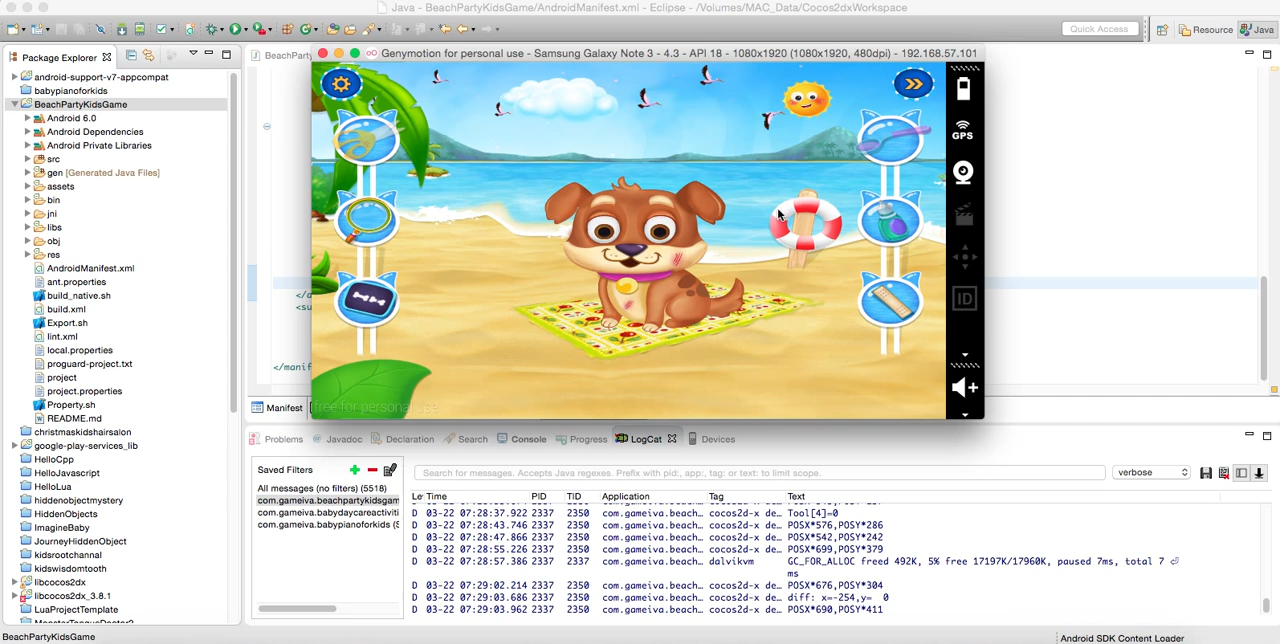 Java - BeachPartyKidsGame/AndroidManifest.xml - Eclipse - /Volumes/MAC_Data/Cocos2dxWorkspace
Quick Access
Resource
Java
Package Explorer
BeachParty
Genymotion for personal use - Samsung Galaxy Note 3 - 4.3 - API 18 - 1080x1920 (1080x1920, 480dpi) - 192.168.57.101
android-support-v7-appcompat
babypianoforkids
BeachPartyKidsGame
Android 6.0
Android Dependencies
Android Private Libraries
src
gen [Generated Java Files]
assets
bin
jni
libs
obj
res
AndroidManifest.xml
ant.properties
build_native.sh
build.xml
Export.sh
lint.xml
local.properties
proguard-project.txt
project
project.properties
Property.sh
README.md
christmaskidshairsalon
google-play-services_lib
HelloCpp
HelloJavascript
HelloLua
hiddenobjectmystery
HiddenObjects
ImagineBaby
JourneyHiddenObject
kidsrootchannel
kidswisdomtooth
libcocos2dx
libcocos2dx_3.8.1
LuaProjectTemplate
GPS
ID
</a
<su
</manif
free for personal use
Manifest
Problems
Javadoc
Declaration
Search
Console
Progress
LogCat
Devices
Saved Filters
All messages (no filters) (5518)
com.gameiva.beachpartykidsgam
com.gameiva.babydaycareactiviti
com.gameiva.babypianoforkids (5
Search for messages. Accepts Java regexes. Prefix with pid:, app:, tag: or text: to limit scope.
verbose
Le Time PID TID Application Tag Text
D 03-22 07:28:37.922 2337 2350 com.gameiva.beach… cocos2d-x de… Tool[4]=0
D 03-22 07:28:43.746 2337 2350 com.gameiva.beach… cocos2d-x de… POSX*576,POSY*286
D 03-22 07:28:47.866 2337 2350 com.gameiva.beach… cocos2d-x de… POSX*542,POSY*242
D 03-22 07:28:55.226 2337 2350 com.gameiva.beach… cocos2d-x de… POSX*699,POSY*379
D 03-22 07:28:57.386 2337 2337 com.gameiva.beach… dalvikvm GC_FOR_ALLOC freed 492K, 5% free 17197K/17960K, paused 7ms, total 7
ms
D 03-22 07:29:02.214 2337 2350 com.gameiva.beach… cocos2d-x de… POSX*676,POSY*304
D 03-22 07:29:03.686 2337 2350 com.gameiva.beach… cocos2d-x de… diff: x=-254,y= 0
D 03-22 07:29:03.962 2337 2350 com.gameiva.beach… cocos2d-x de… POSX*690,POSY*411
BeachPartyKidsGame
Android SDK Content Loader